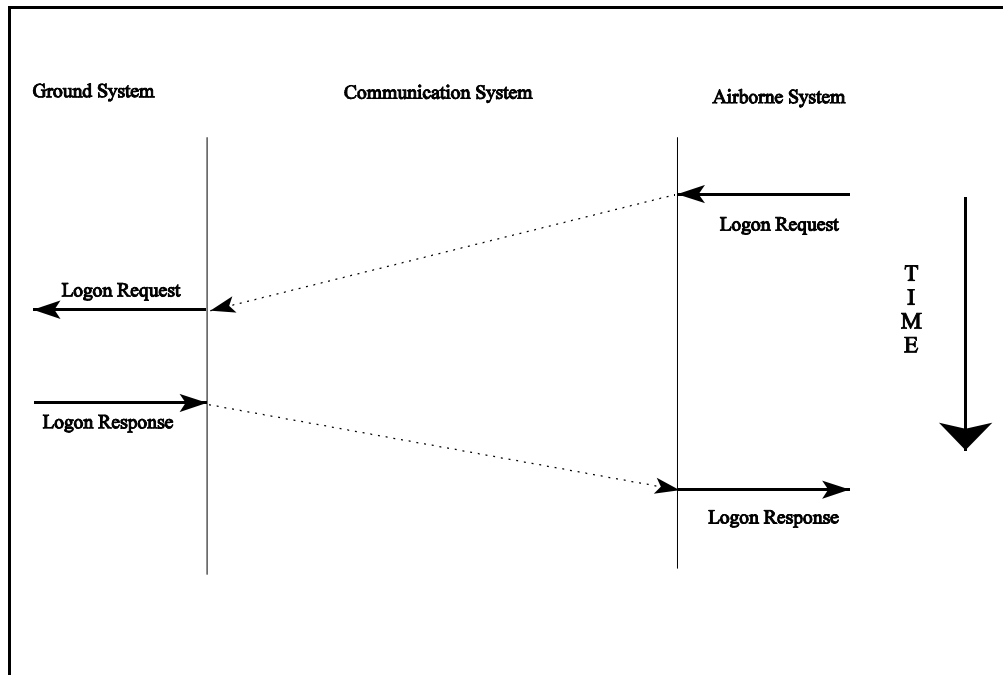 Ground System
Communication System
Airborne System
Logon Request
Logon Request
T
I
M
E
Logon Response
Logon Response